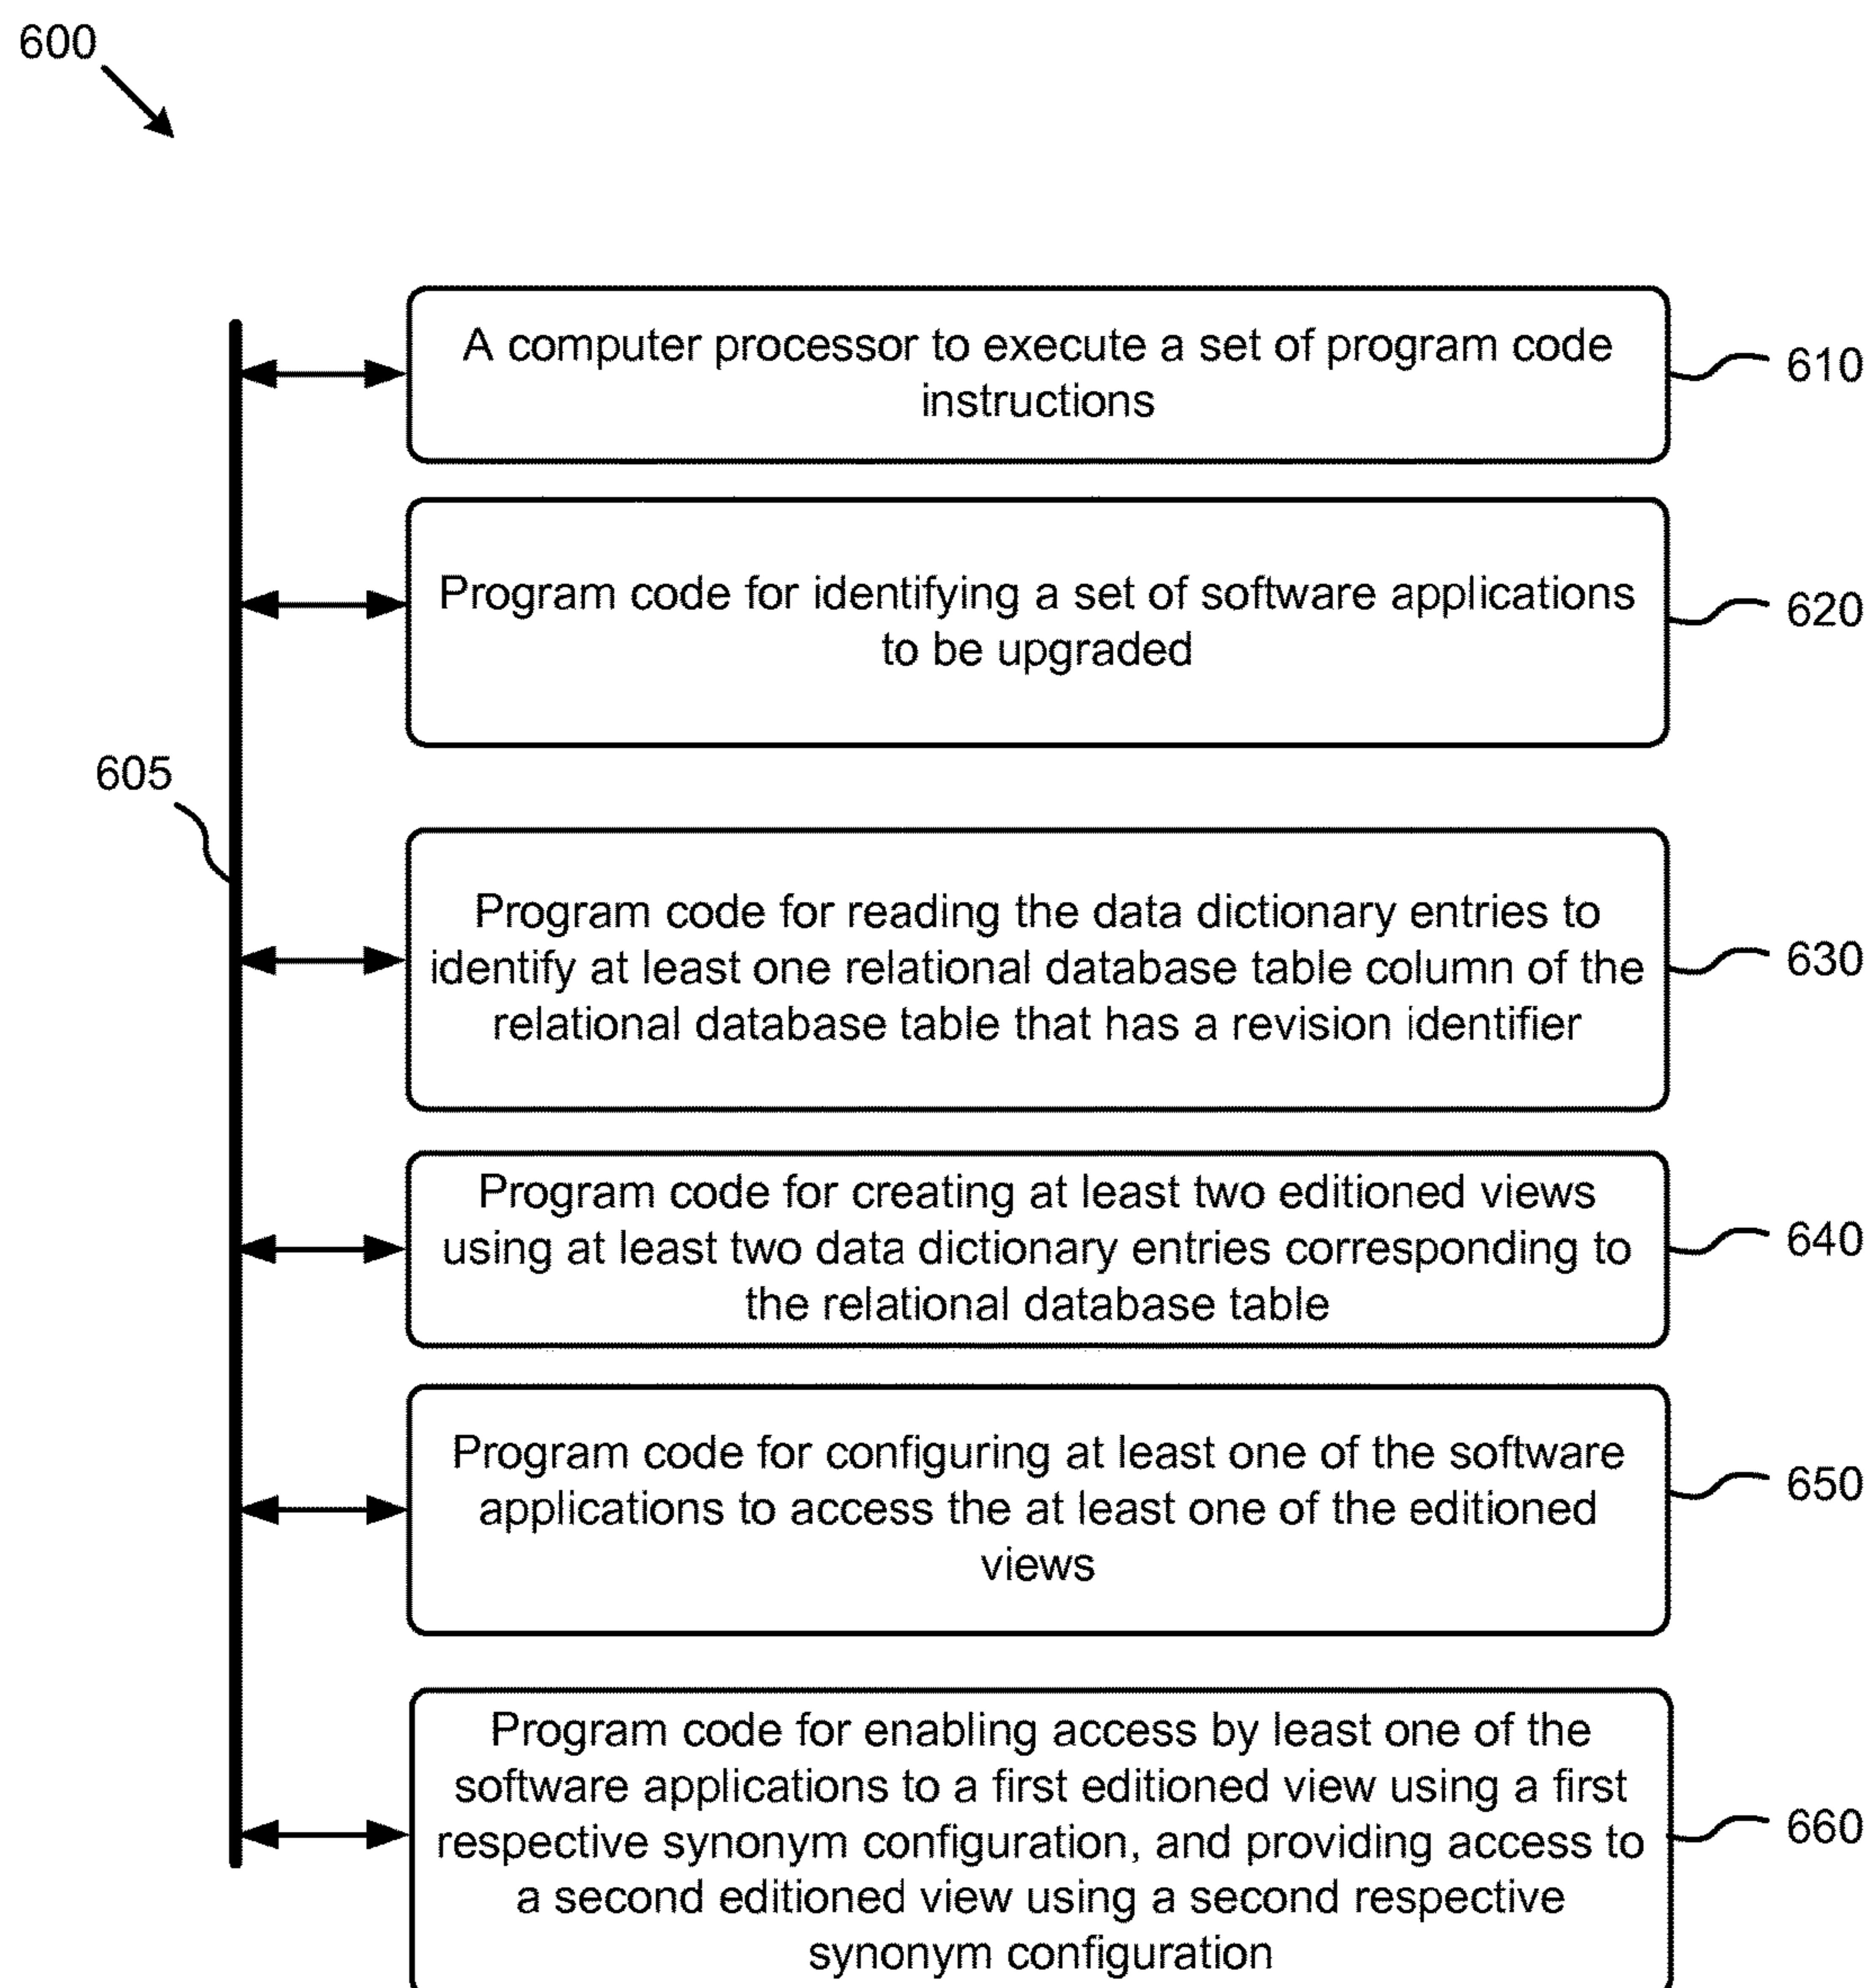 600
A computer processor to execute a set of program code
instructions
610
Program code for identifying a set of software applications
to be upgraded
620
605
Program code for reading the data dictionary entries to
identify at least one relational database table column of the
relational database table that has a revision identifier
630
Program code for creating at least two editioned views
using at least two data dictionary entries corresponding to
the relational database table
640
Program code for configuring at least one of the software
applications to access the at least one of the editioned
views
650
Program code for enabling access by least one of the
software applications to a first editioned view using a first
respective synonym configuration, and providing access to
a second editioned view using a second respective
synonym configuration
660